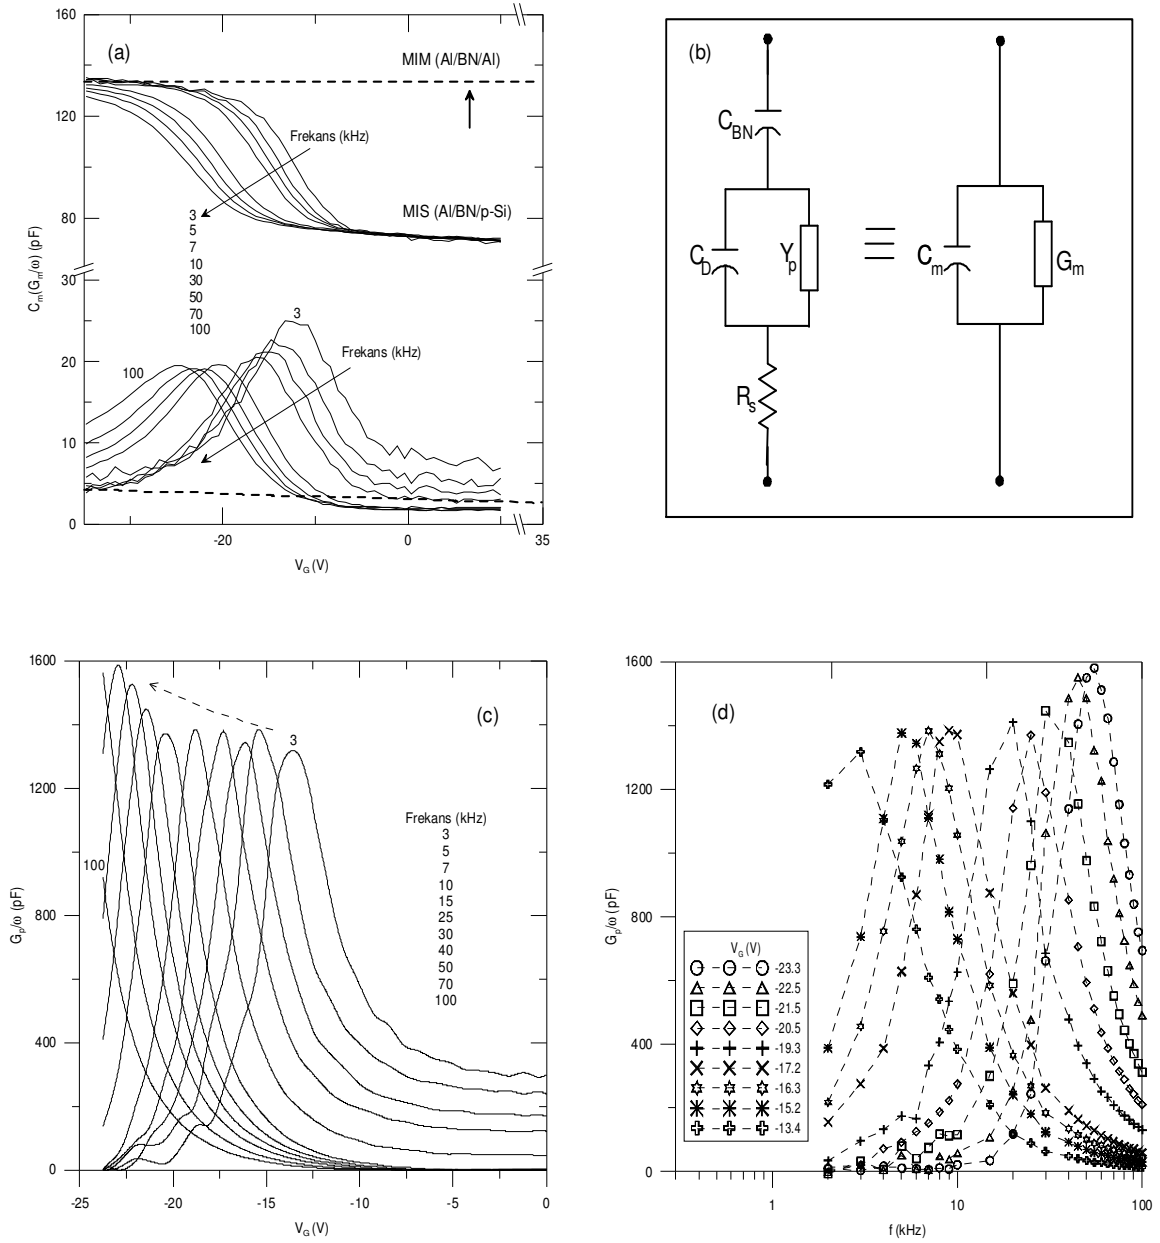 (a)
160
120
80
30
20
10
0
C_m(G_m/ω) (pF)
MIM (Al/BN/Al)
Frekans (kHz)
MIS (Al/BN/p-Si)
3
5
7
10
30
50
70
100
3
Frekans (kHz)
100
-20
0
35
V_G (V)
(b)
C_BN
C_D
Y_p
R_s
C_m
G_m
(c)
1600
1200
800
400
0
G_p/ω (pF)
3
100
Frekans (kHz)
3
5
7
10
15
25
30
40
50
70
100
-25
-20
-15
-10
-5
0
V_G (V)
(d)
1600
1200
800
400
0
G_p/ω (pF)
V_G (V)
-23.3
-22.5
-21.5
-20.5
-19.3
-17.2
-16.3
-15.2
-13.4
1
10
100
f (kHz)